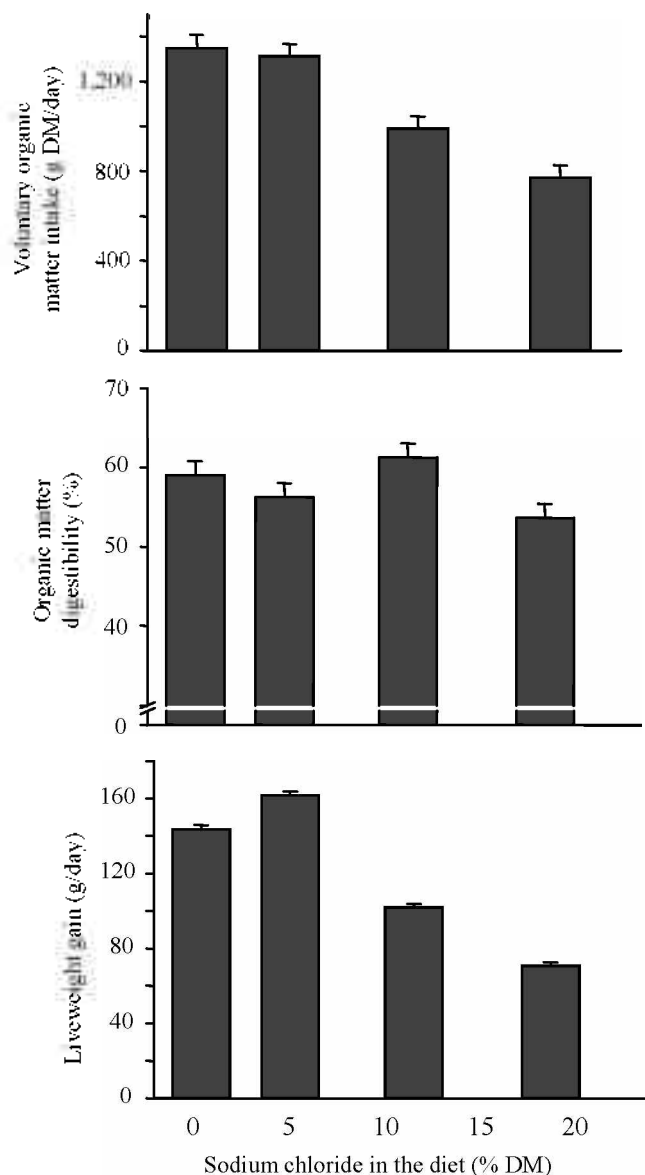 Voluntary organic
matter intake (g DM/day)
1,200
800
400
0
Organic matter
digestibility (%)
70
60
50
40
0
Liveweight gain (g/day)
160
120
80
40
0
0 5 10 15 20
Sodium chloride in the diet (% DM)